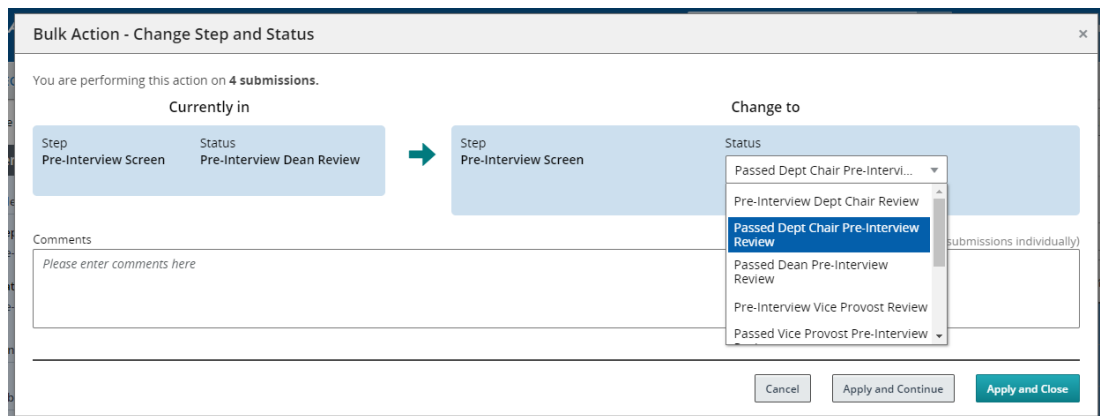 Bulk Action - Change Step and Status
×
You are performing this action on 4 submissions.
Currently in
Change to
Step
Status
Pre-Interview Screen
Pre-Interview Dean Review
Step
Status
Pre-Interview Screen
Passed Dept Chair Pre-Intervi...
Pre-Interview Dept Chair Review
Passed Dept Chair Pre-Interview
Review
Passed Dean Pre-Interview
Review
Pre-Interview Vice Provost Review
Passed Vice Provost Pre-Interview
Comments
submissions individually)
Please enter comments here
Cancel
Apply and Continue
Apply and Close